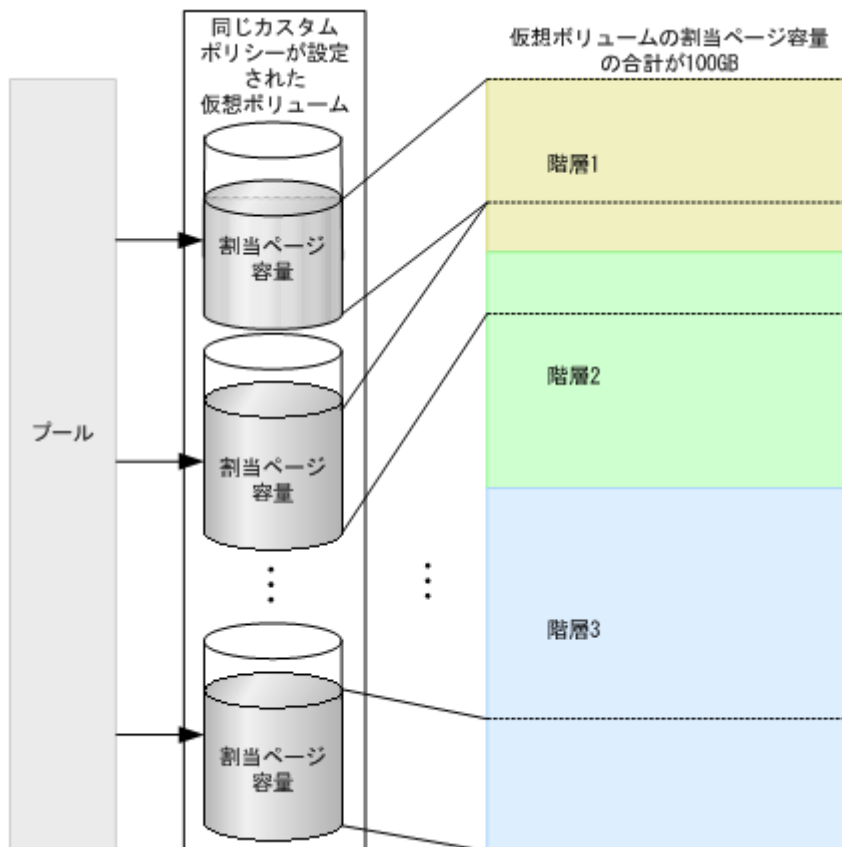 同じカスタム
ポリシーが設定
された
仮想ボリューム
仮想ボリュームの割当ページ容量
の合計が100GB
プール
割当ページ
容量
割当ページ
容量
割当ページ
容量
階層1
階層2
階層3